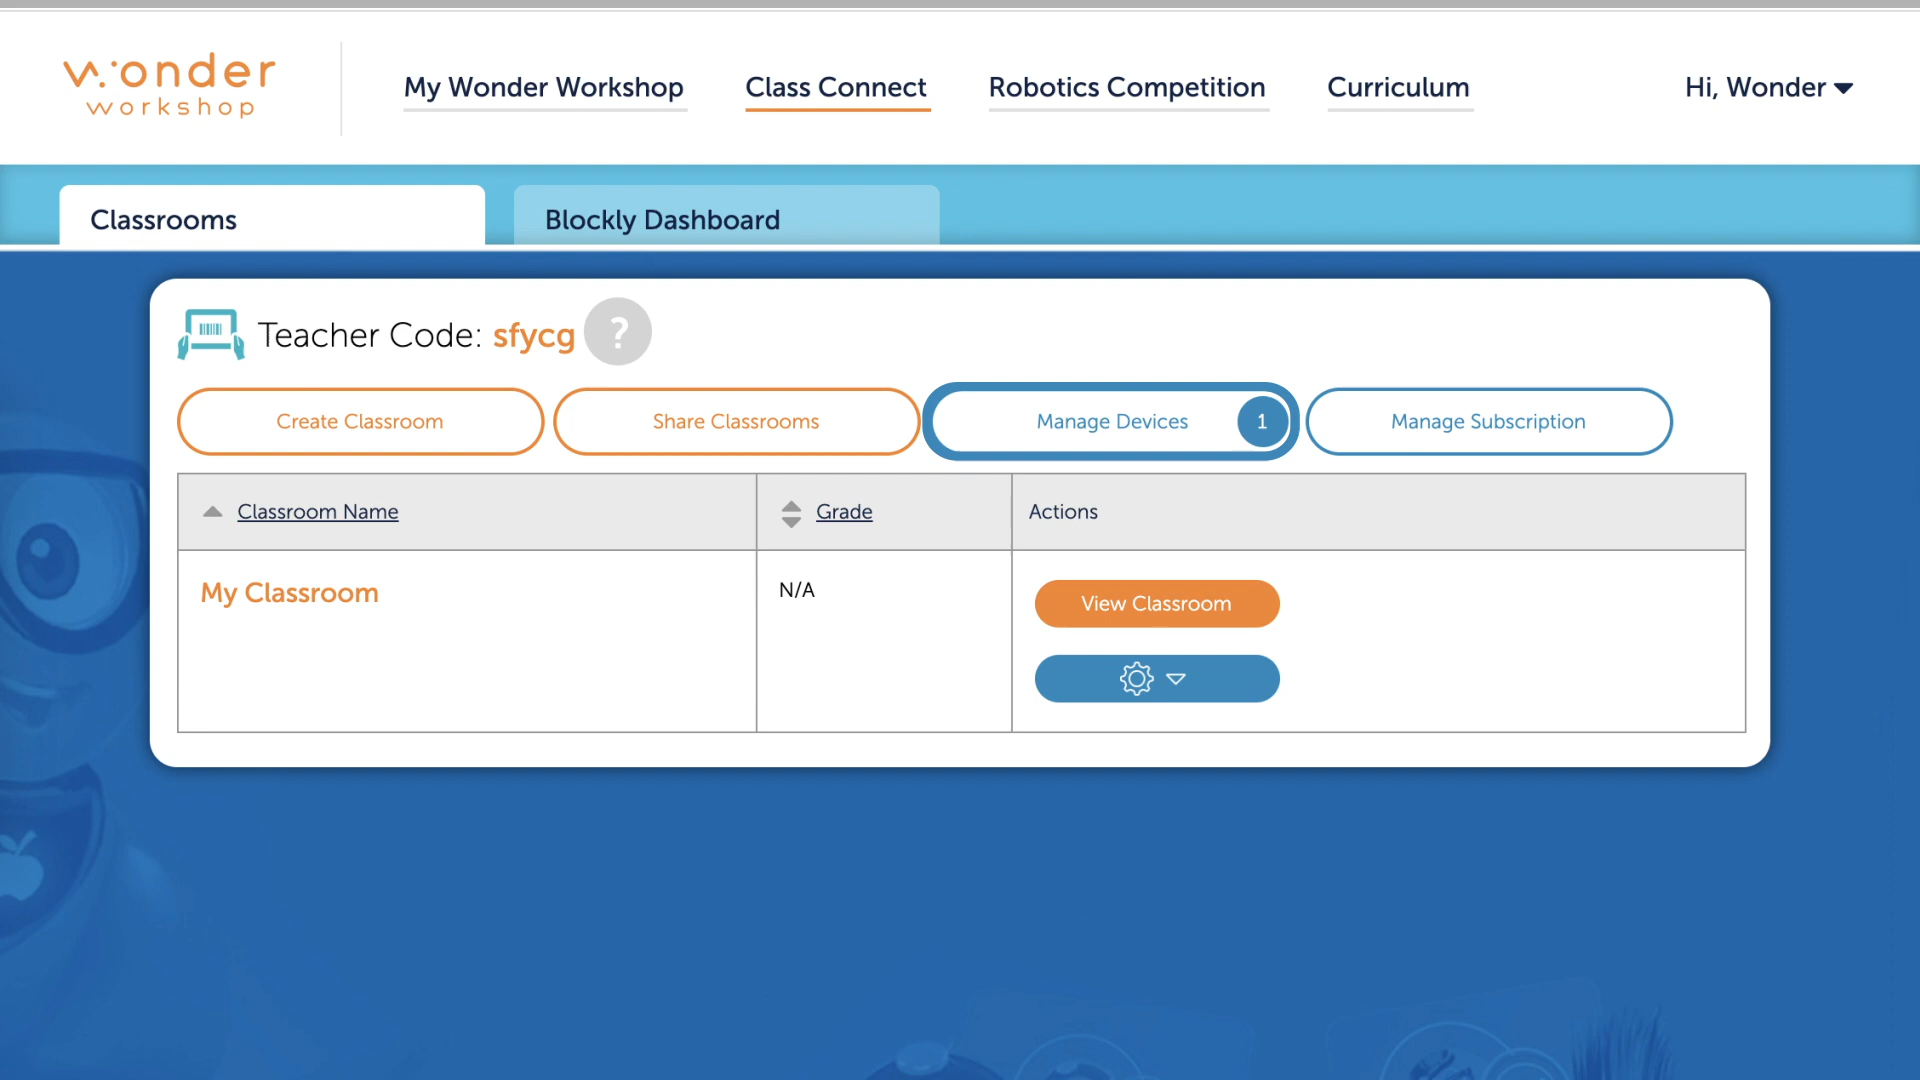 wonder
workshop
My Wonder Workshop Class Connect Robotics Competition Curriculum Hi, Wonder
Classrooms Blockly Dashboard
Teacher Code: sfycg ?
Create Classroom Share Classrooms Manage Devices 1 Manage Subscription
Classroom Name Grade Actions
My Classroom N/A View Classroom